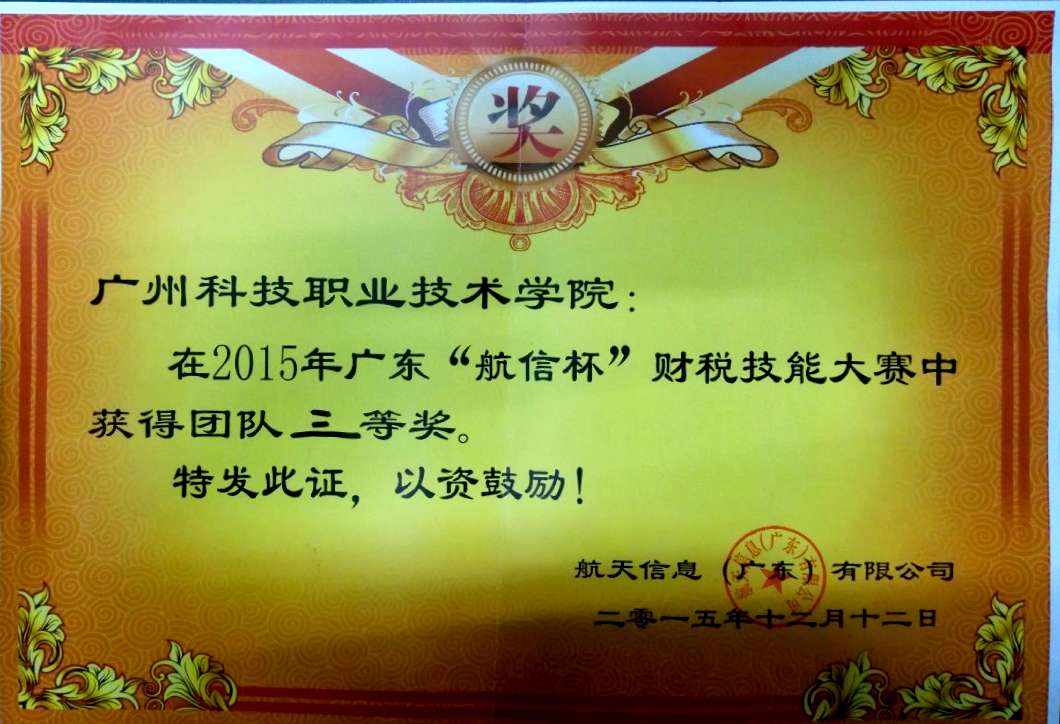 奖
广州科技职业技术学院：
在2015年广东“航信杯”财税技能大赛中
获得团队三等奖。
特发此证，以资鼓励！
航天信息（广东）有限公司
二零一五年十二月十二日